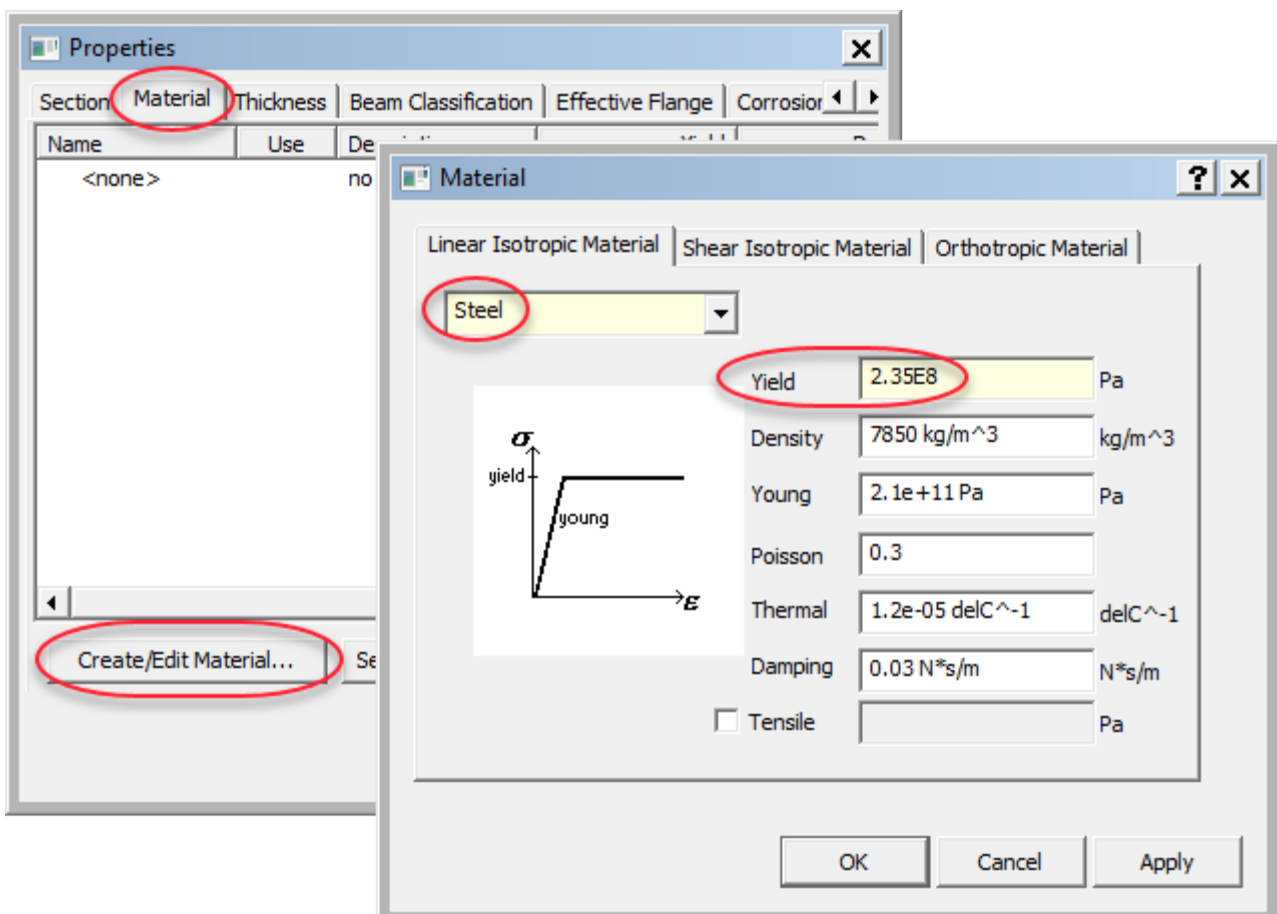 Properties
Section Material Thickness Beam Classification Effective Flange Corrosion
Name Use
<none> no
Create/Edit Material... Se
Material
Linear Isotropic Material Shear Isotropic Material Orthotropic Material
Steel
Yield 2.35E8 Pa
Density 7850 kg/m^3 kg/m^3
Young 2.1e+11 Pa Pa
Poisson 0.3
Thermal 1.2e-05 delC^-1 delC^-1
Damping 0.03 N*s/m N*s/m
Tensile Pa
σ
yield
young
ε
OK Cancel Apply